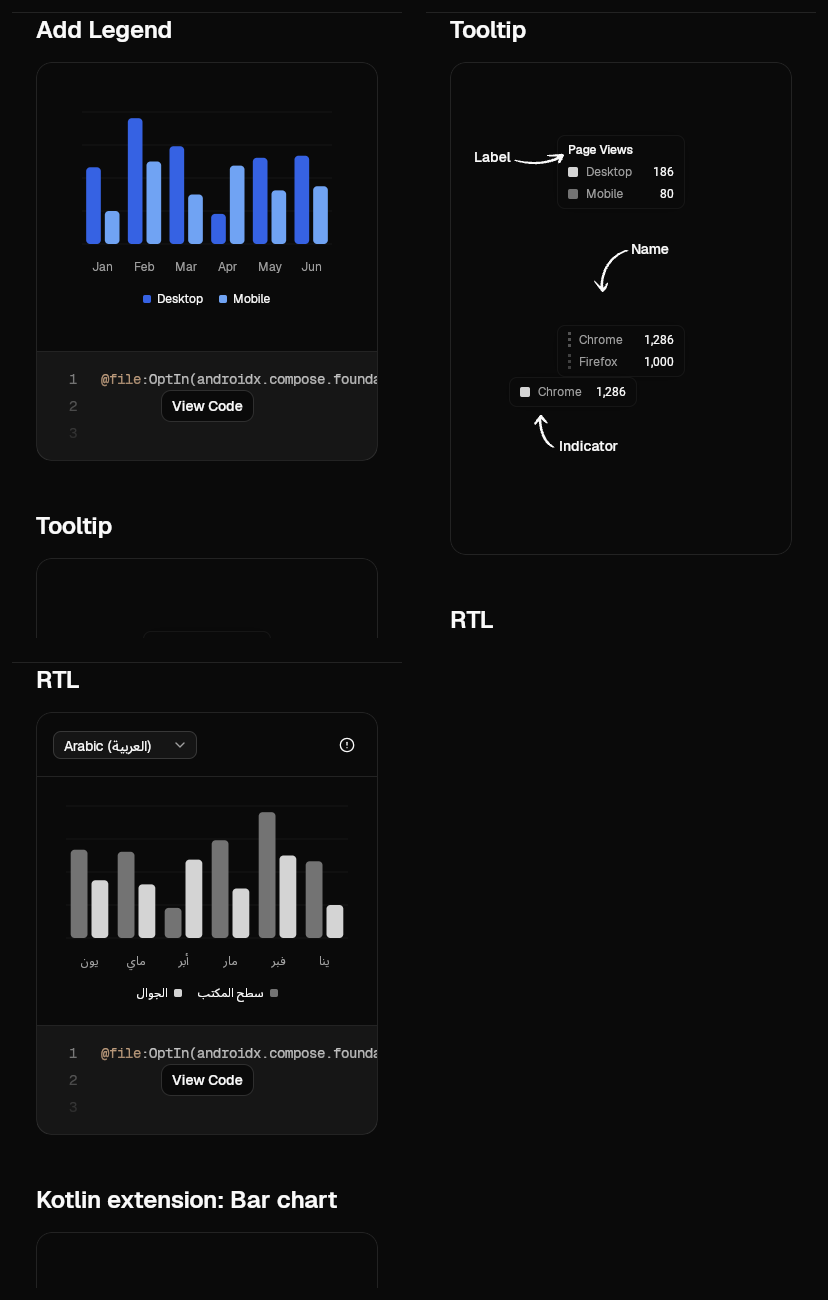 Add Legend
Jan Feb Mar Apr May Jun
Desktop Mobile
1 @file:OptIn(androidx.compose.founda
2
View Code
3
Tooltip
Tooltip
Label
Page Views
Desktop 186
Mobile 80
Name
Chrome 1,286
Firefox 1,000
Chrome 1,286
Indicator
RTL
RTL
Arabic (العربية)
ينا فبر مار أبر ماي يون
سطح المكتب الجوال
1 @file:OptIn(androidx.compose.founda
2
View Code
3
Kotlin extension: Bar chart